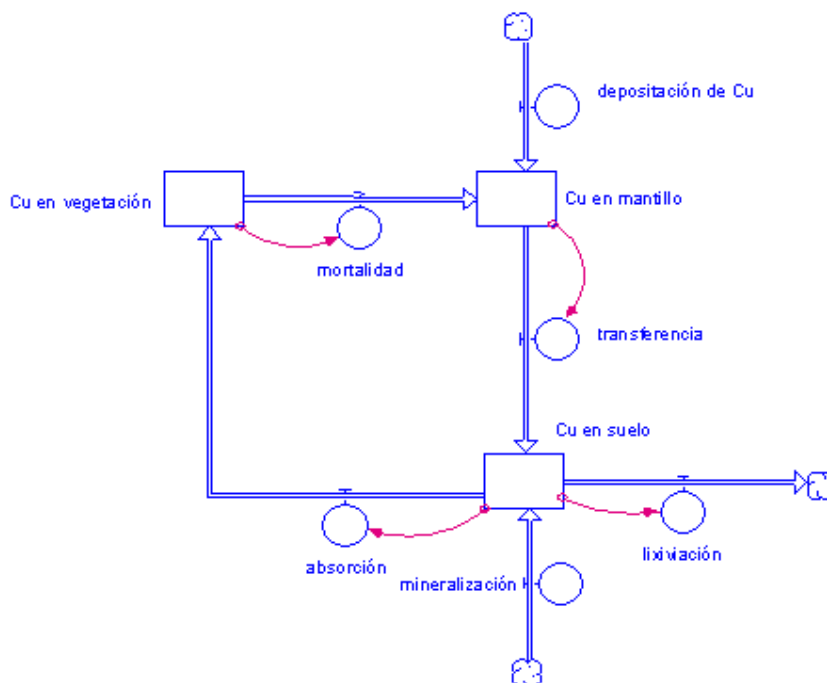 depositación de Cu
Cu en vegetación
Cu en mantillo
mortalidad
transferencia
Cu en suelo
absorción
mineralización
lixiviación